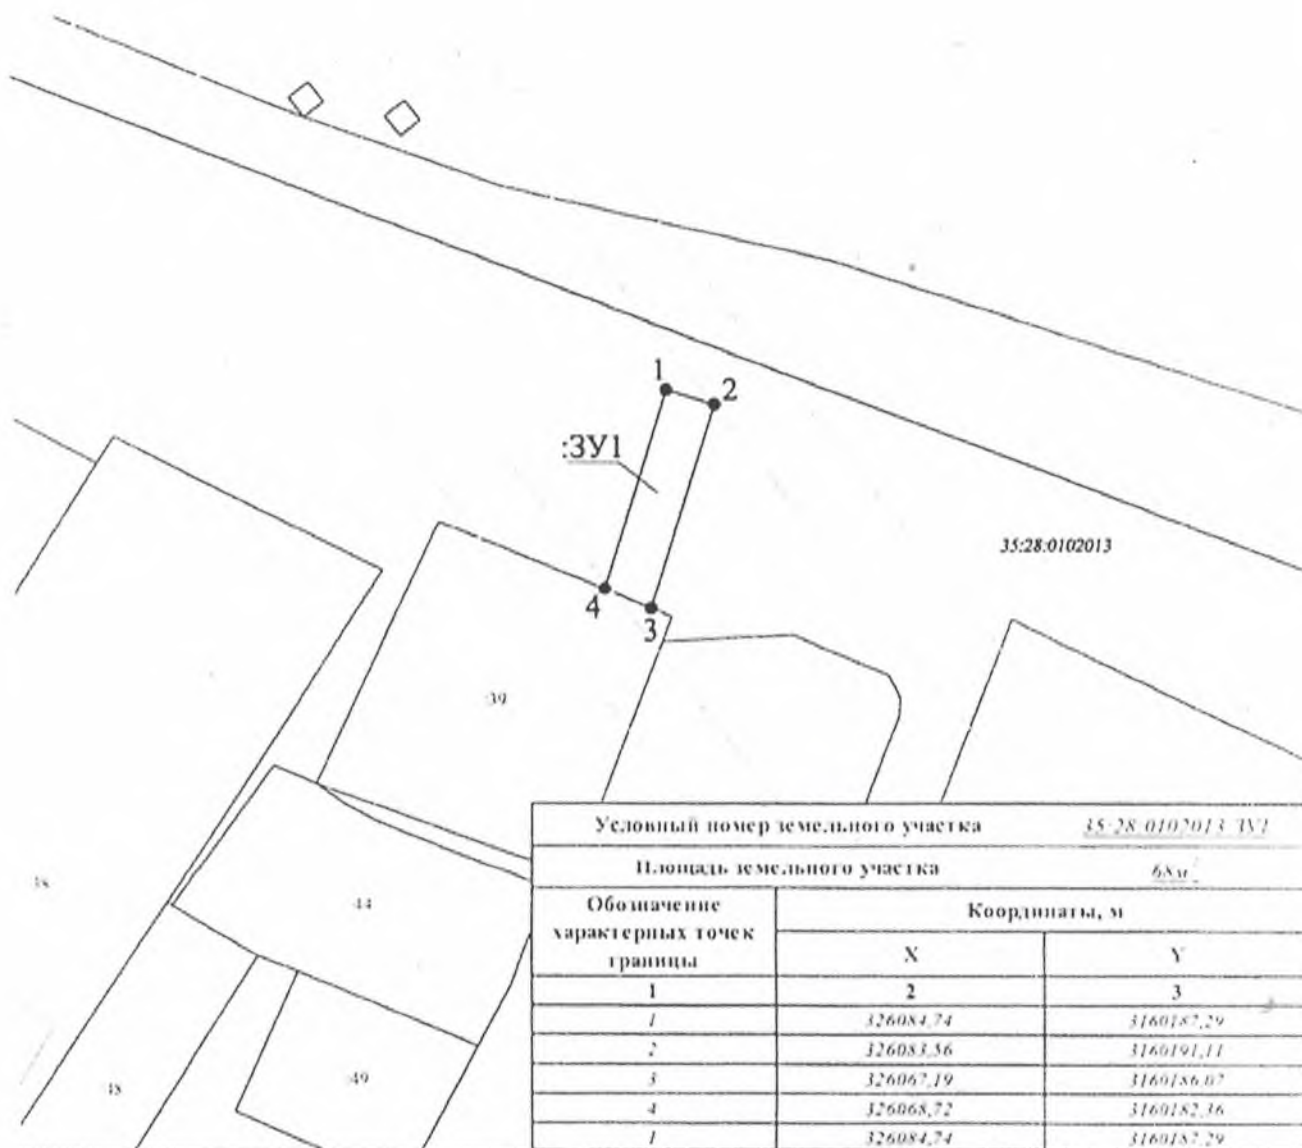 1
2
:ЗУ1
35:28:0102013
4
3
:39
Условный номер земельного участка 35:28:0102013:ЗУ1
Площадь земельного участка 68м²
Обозначение характерных точек границы
Координаты, м
X Y
1 2 3
1 326084,74 3160187,29
2 326083,56 3160191,11
3 326067,19 3160186,07
4 326068,72 3160182,36
1 326084,74 3160187,29
:44
:49